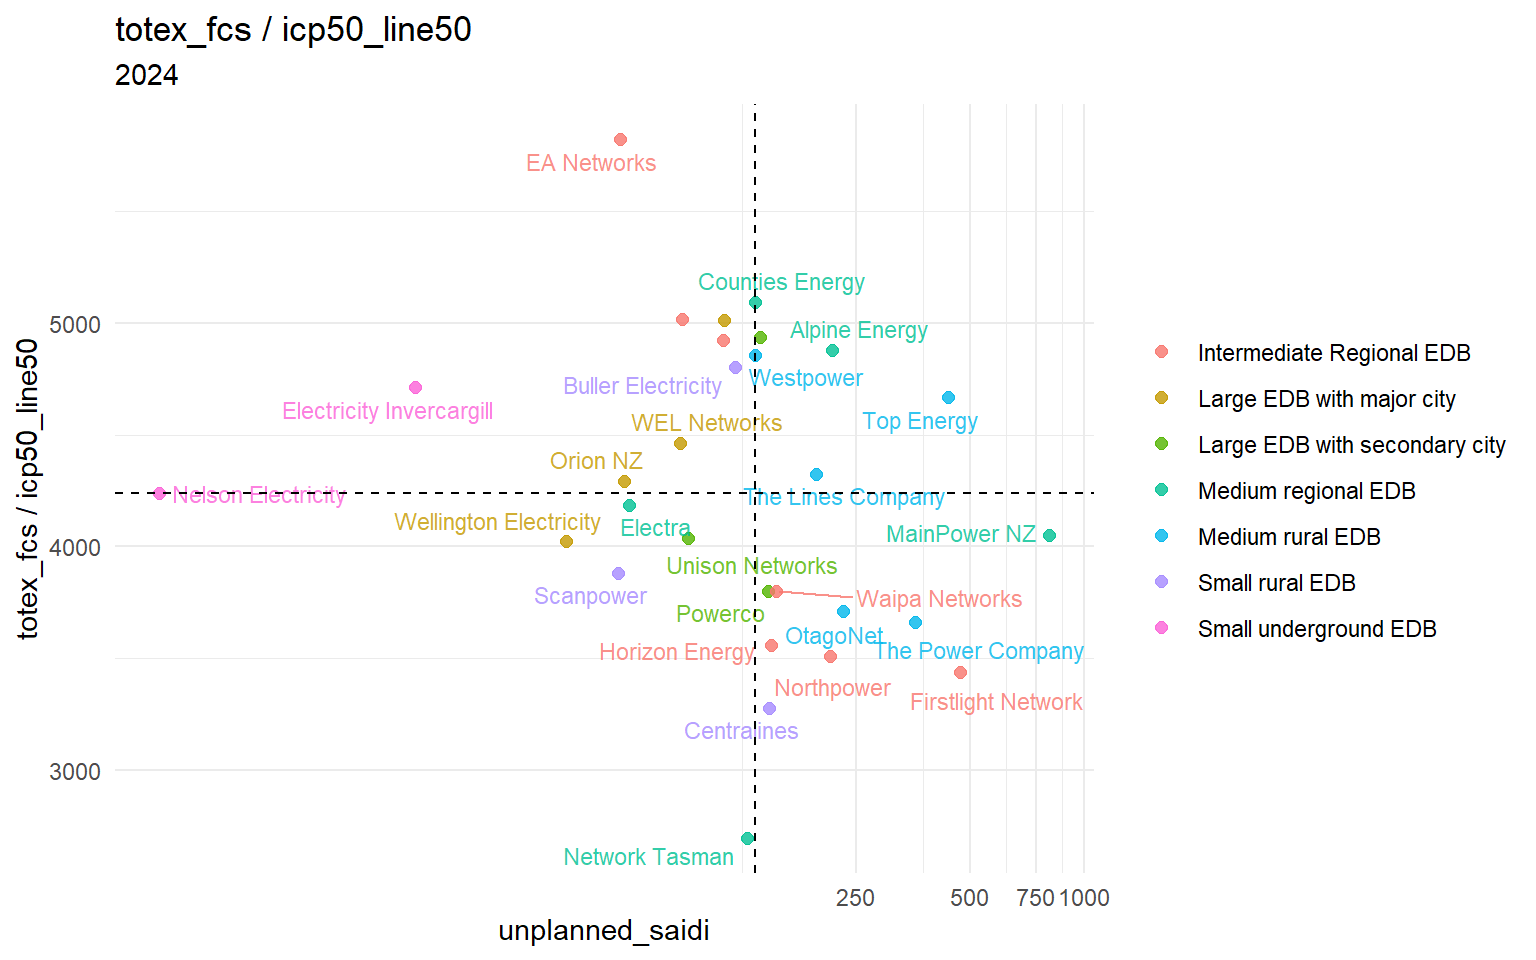 totex_fcs / icp50_line50
2024
EA Networks
Counties Energy
Alpine Energy
Buller Electricity
Westpower
Electricity Invercargill
WEL Networks
Top Energy
Orion NZ
Nelson Electricity
The Lines Company
Wellington Electricity
Electra
MainPower NZ
Unison Networks
Scanpower
Waipa Networks
Powerco
OtagoNet
Horizon Energy
The Power Company
Northpower
Firstlight Network
Centralines
Network Tasman
5000
4000
3000
totex_fcs / icp50_line50
250
500
750
1000
unplanned_saidi
Intermediate Regional EDB
Large EDB with major city
Large EDB with secondary city
Medium regional EDB
Medium rural EDB
Small rural EDB
Small underground EDB